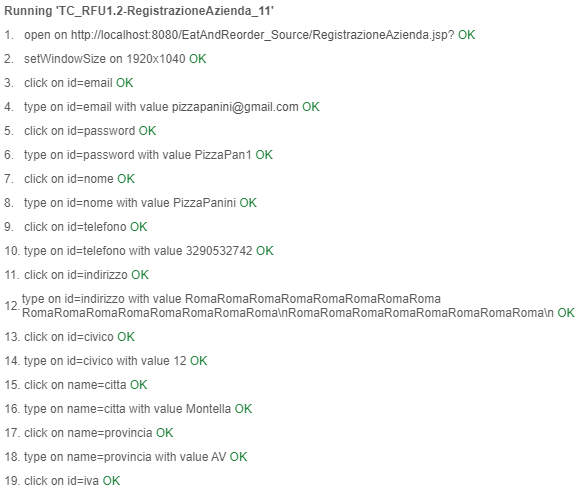 Running 'TC_RFU1.2-RegistrazioneAzienda_11'
1. open on http://localhost:8080/EatAndReorder_Source/RegistrazioneAzienda.jsp? OK
2. setWindowSize on 1920x1040 OK
3. click on id=email OK
4. type on id=email with value pizzapanini@gmail.com OK
5. click on id=password OK
6. type on id=password with value PizzaPan1 OK
7. click on id=nome OK
8. type on id=nome with value PizzaPanini OK
9. click on id=telefono OK
10. type on id=telefono with value 3290532742 OK
11. click on id=indirizzo OK
12. type on id=indirizzo with value RomaRomaRomaRomaRomaRomaRomaRoma
RomaRomaRomaRomaRomaRomaRomaRoma\nRomaRomaRomaRomaRomaRomaRomaRoma\n OK
13. click on id=civico OK
14. type on id=civico with value 12 OK
15. click on name=citta OK
16. type on name=citta with value Montella OK
17. click on name=provincia OK
18. type on name=provincia with value AV OK
19. click on id=iva OK